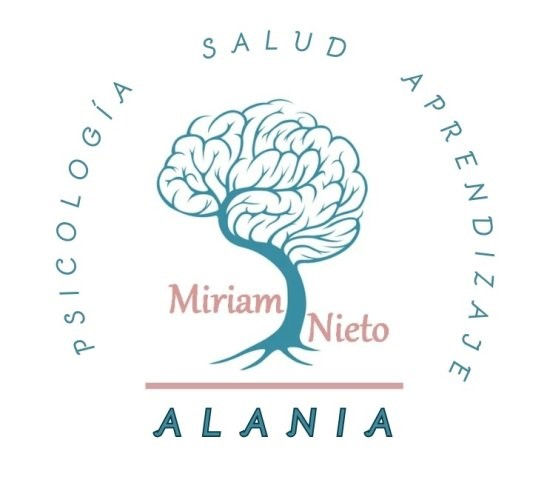 PSICOLOGÍA SALUD APRENDIZAJE
Miriam
Nieto
ALANIA